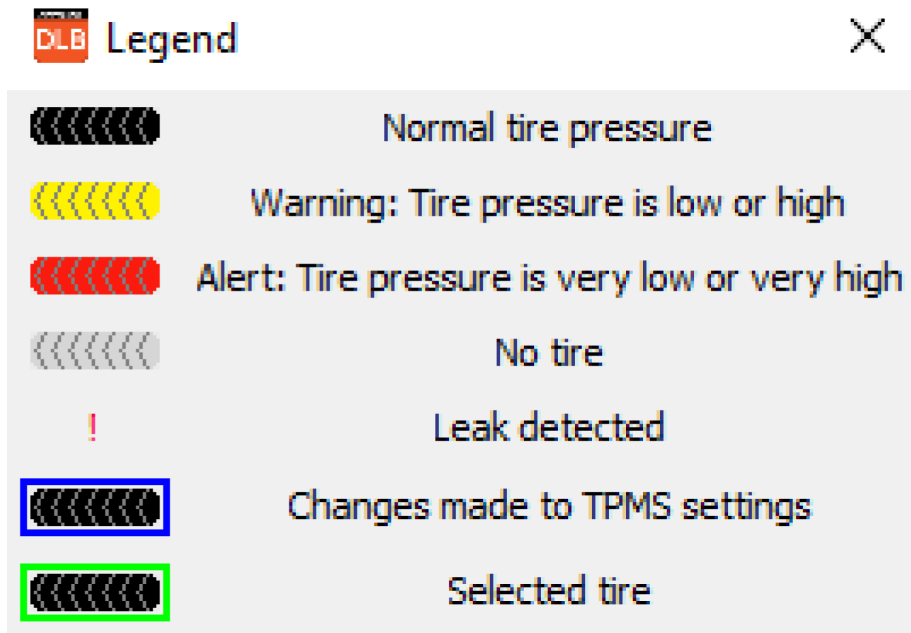 DLB Legend
Normal tire pressure
Warning: Tire pressure is low or high
Alert: Tire pressure is very low or very high
No tire
! Leak detected
Changes made to TPMS settings
Selected tire